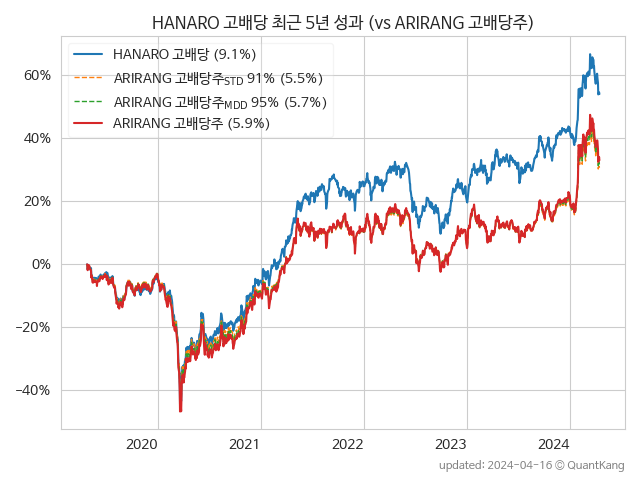 HANARO 고배당 최근 5년 성과 (vs ARIRANG 고배당주)
HANARO 고배당 (9.1%)
ARIRANG 고배당주STD 91% (5.5%)
ARIRANG 고배당주MDD 95% (5.7%)
ARIRANG 고배당주 (5.9%)
60%
40%
20%
0%
−20%
−40%
2020 2021 2022 2023 2024
updated: 2024-04-16 © QuantKang